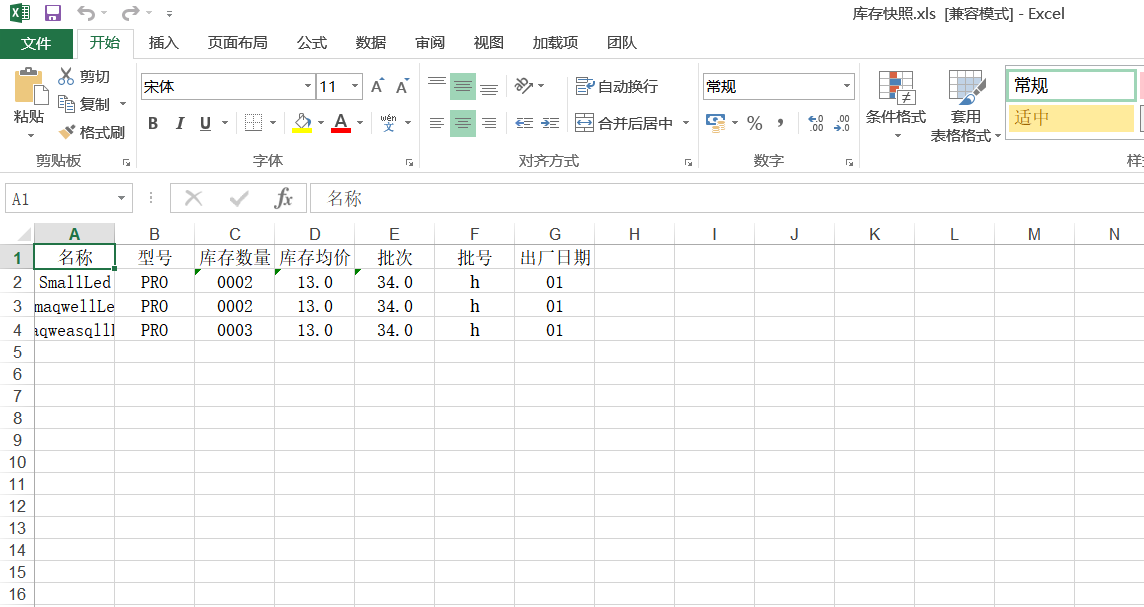 库存快照.xls [兼容模式] - Excel
文件 开始 插入 页面布局 公式 数据 审阅 视图 加载项 团队
剪切
复制
格式刷
粘贴
剪贴板
宋体 11 A A
B I U A wén 文
字体
自动换行
合并后居中
对齐方式
常规
% , .00 .0
数字
条件格式
套用
表格格式
常规
适中
A1 fx 名称
A B C D E F G H I J K L M N
1 名称 型号 库存数量 库存均价 批次 批号 出厂日期
2 SmallLed PRO 0002 13.0 34.0 h 01
3 maqwellLe PRO 0002 13.0 34.0 h 01
4 aqweasqll PRO 0003 13.0 34.0 h 01
5
6
7
8
9
10
11
12
13
14
15
16